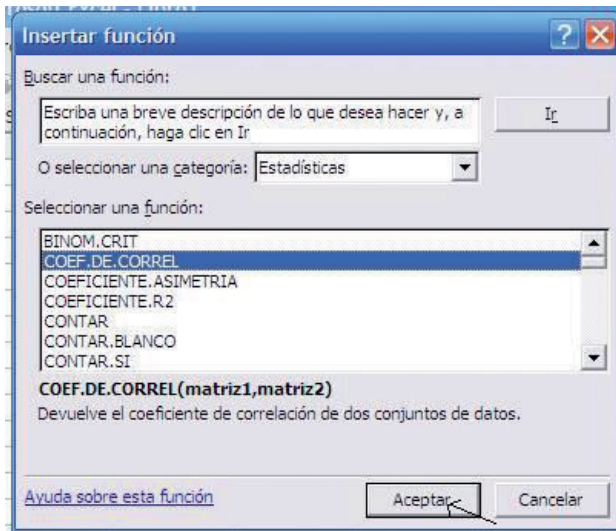 Insertar función
Buscar una función:
Escriba una breve descripción de lo que desea hacer y, a
continuación, haga clic en Ir
Ir
O seleccionar una categoría: Estadísticas
Seleccionar una función:
BINOM.CRIT
COEF.DE.CORREL
COEFICIENTE.ASIMETRIA
COEFICIENTE.R2
CONTAR
CONTAR.BLANCO
CONTAR.SI
COEF.DE.CORREL(matriz1,matriz2)
Devuelve el coeficiente de correlación de dos conjuntos de datos.
Ayuda sobre esta función
Aceptar
Cancelar